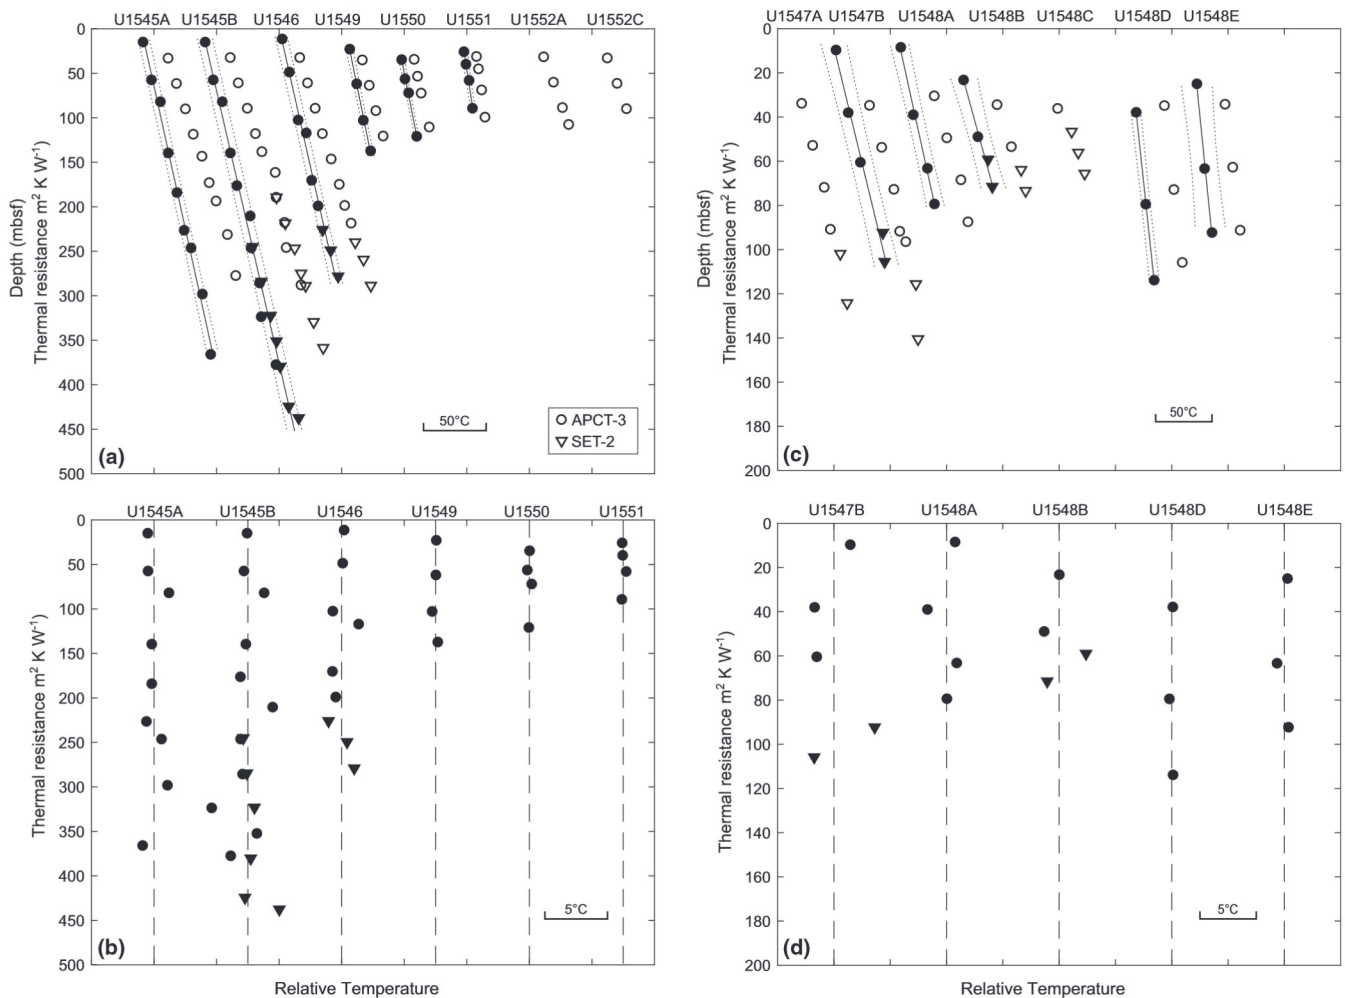 U1545A U1545B U1546 U1549 U1550 U1551 U1552A U1552C
0
50
100
150
200
250
300
350
400
450
500
Depth (mbsf)
Thermal resistance m² K W⁻¹)
50°C
APCT-3
SET-2
(a)
U1547A U1547B U1548A U1548B U1548C U1548D U1548E
0
20
40
60
80
100
120
140
160
180
200
Depth (mbsf)
Thermal resistance m² K W⁻¹)
50°C
(c)
U1545A U1545B U1546 U1549 U1550 U1551
0
50
100
150
200
250
300
350
400
450
500
Thermal resistance m² K W⁻¹)
5°C
(b)
Relative Temperature
U1547B U1548A U1548B U1548D U1548E
0
20
40
60
80
100
120
140
160
180
200
Thermal resistance m² K W⁻¹)
5°C
(d)
Relative Temperature